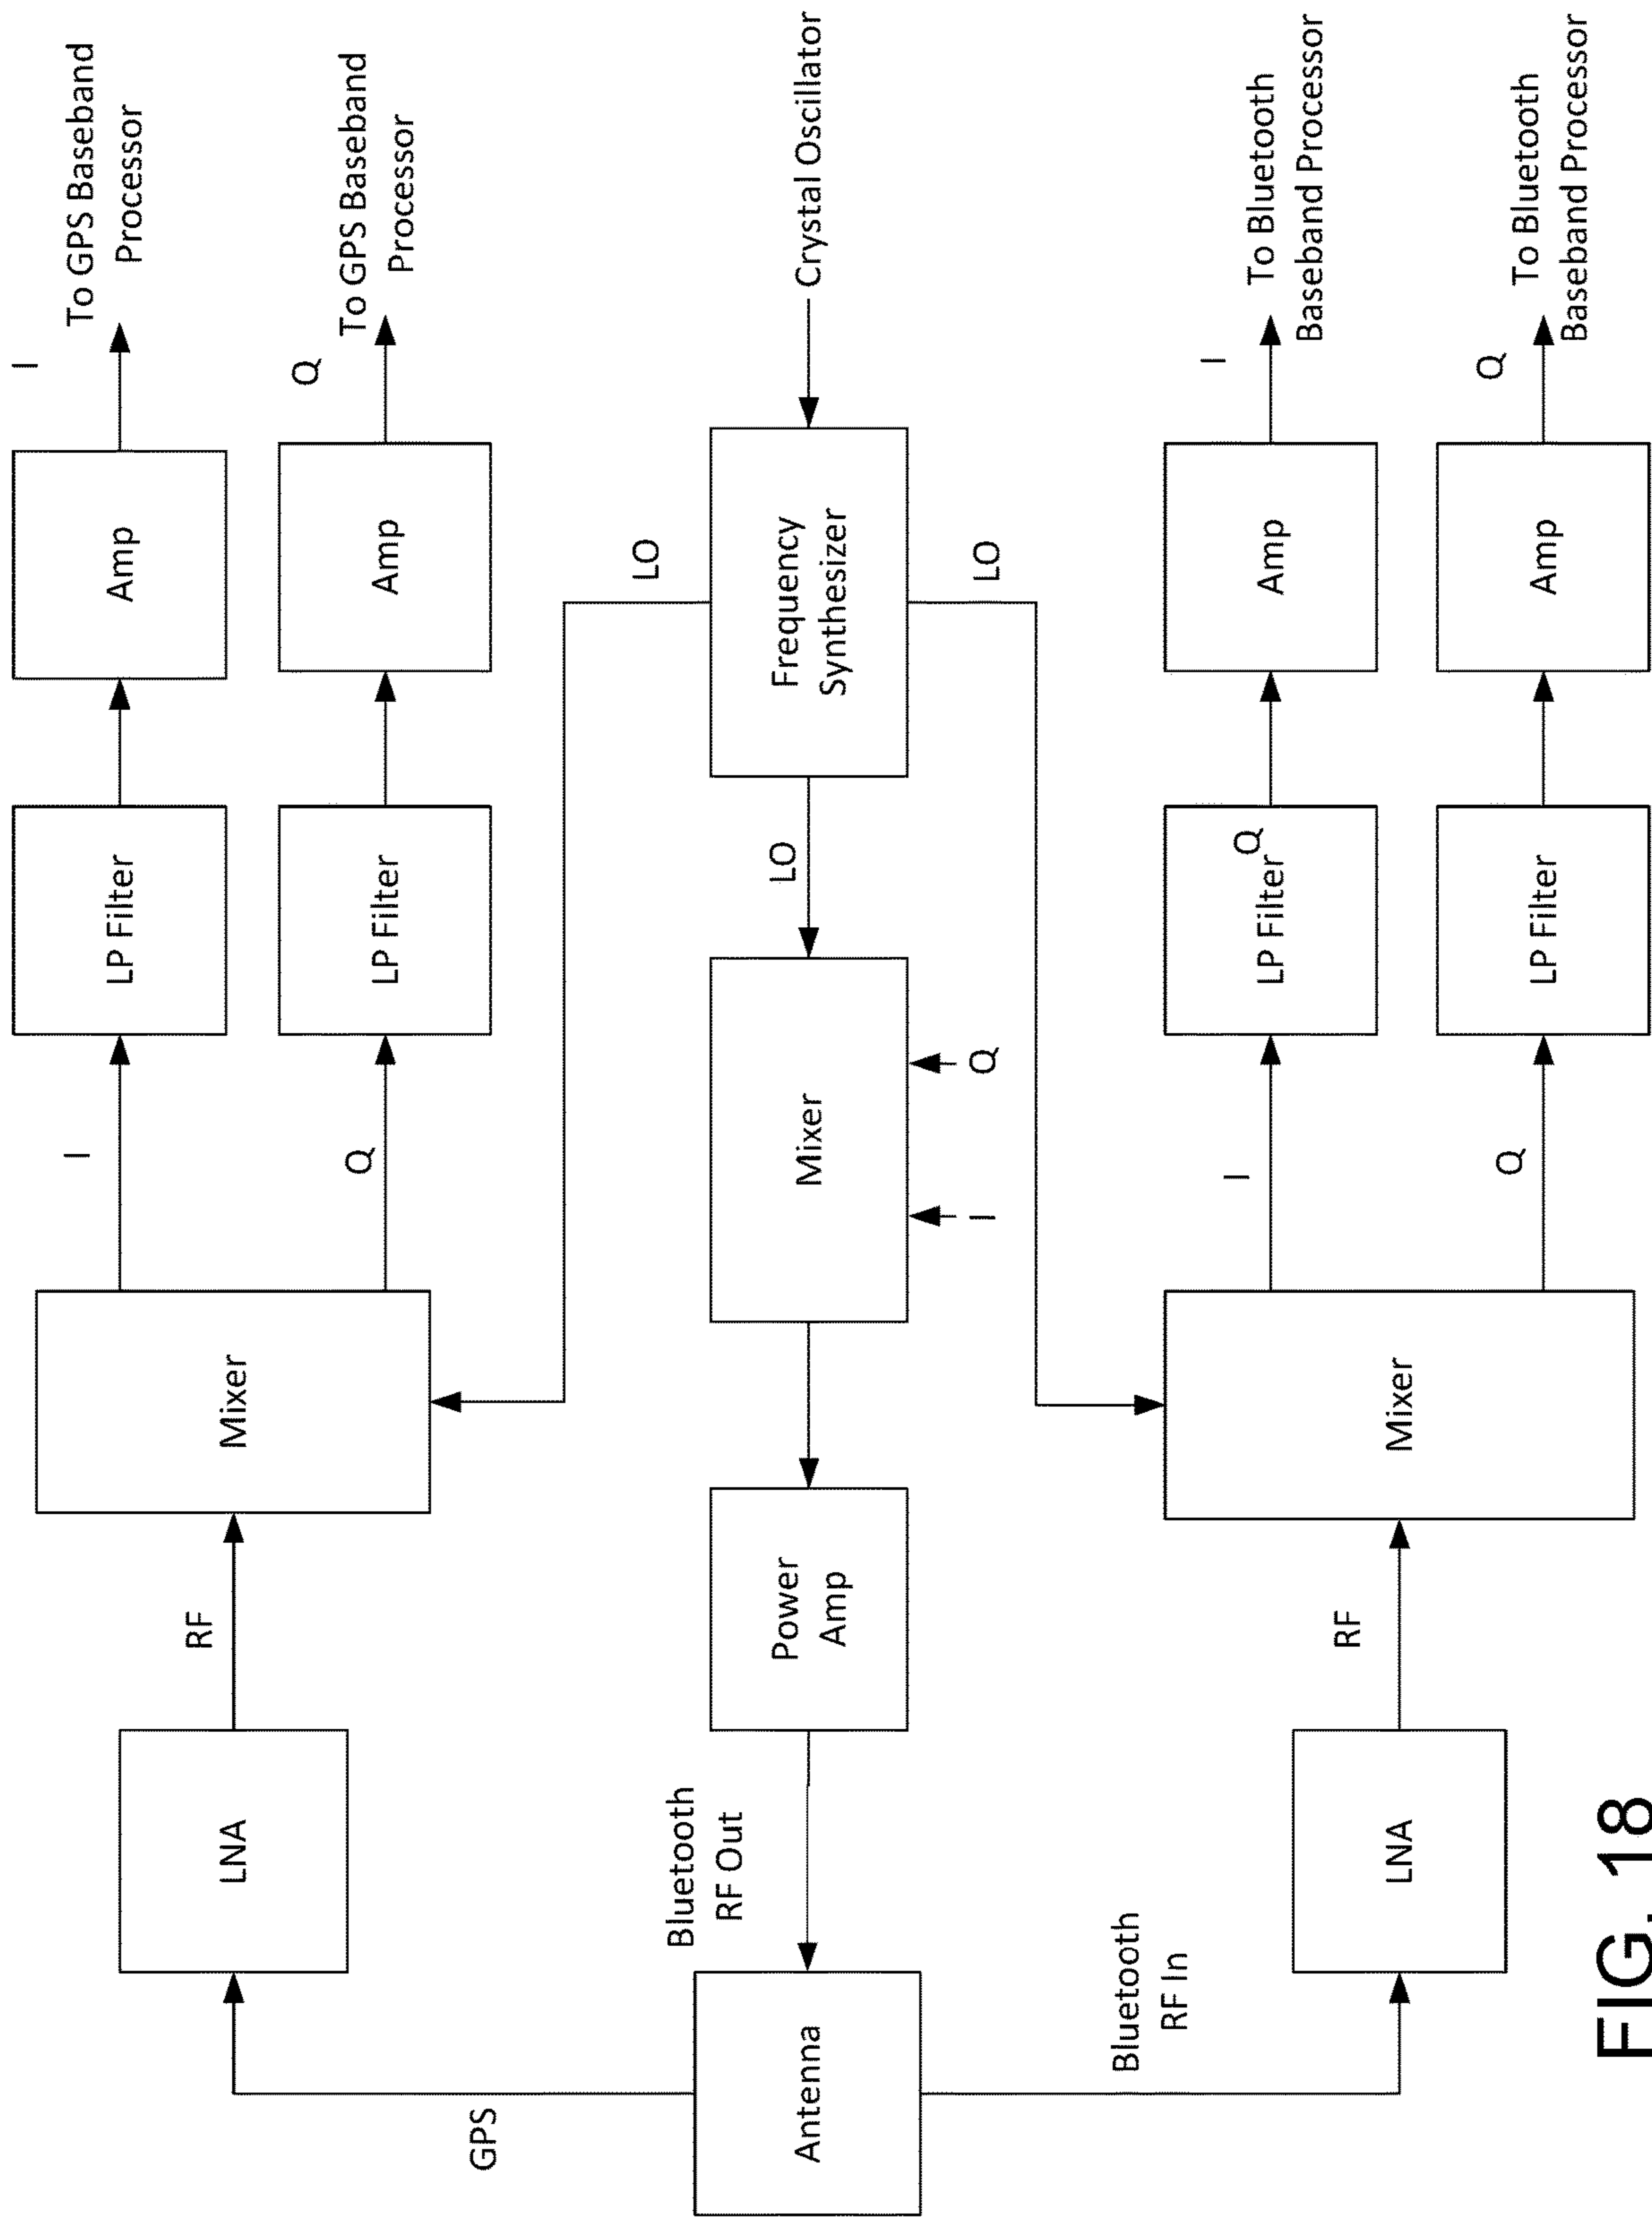 To GPS Baseband
Processor
I
Amp
LP Filter
I
Mixer
RF
LNA
To GPS Baseband
Processor
Q
Amp
LP Filter
Q
GPS
LO
Crystal Oscillator
Frequency
Synthesizer
LO
Mixer
I
Q
Power
Amp
Bluetooth
RF Out
Antenna
LO
Bluetooth
RF In
To Bluetooth
Baseband Processor
I
Amp
LP Filter
Q
I
Mixer
RF
LNA
To Bluetooth
Baseband Processor
Q
Amp
LP Filter
Q
FIG. 18